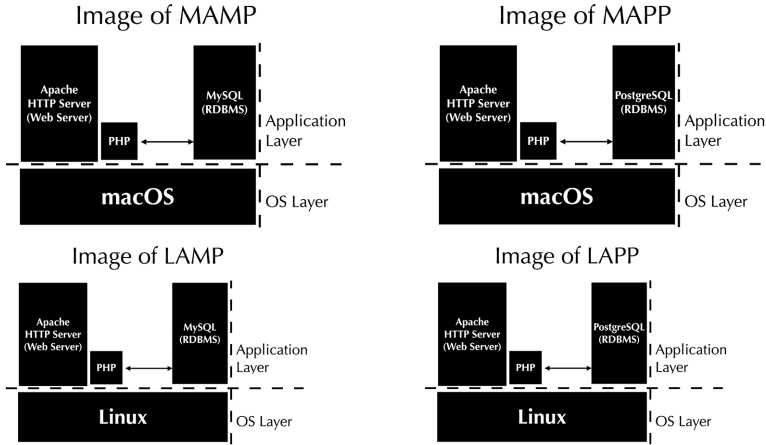 Image of MAMP
Apache
HTTP Server
(Web Server)
PHP
MySQL
(RDBMS)
Application
Layer
macOS
OS Layer
Image of MAPP
Apache
HTTP Server
(Web Server)
PHP
PostgreSQL
(RDBMS)
Application
Layer
macOS
OS Layer
Image of LAMP
Apache
HTTP Server
(Web Server)
PHP
MySQL
(RDBMS)
Application
Layer
Linux
OS Layer
Image of LAPP
Apache
HTTP Server
(Web Server)
PHP
PostgreSQL
(RDBMS)
Application
Layer
Linux
OS Layer